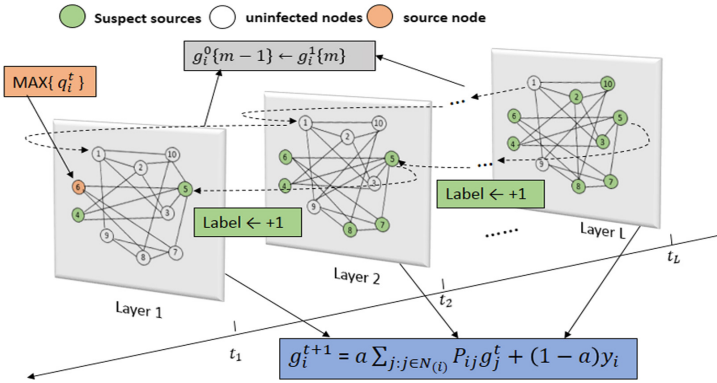 Suspect sources
uninfected nodes
source node
g_i^0{m − 1} ← g_i^1{m}
MAX{ q_i^t }
1
10
2
6
5
4
3
9
7
8
Layer 1
Label ← +1
1
10
2
6
5
4
3
9
7
8
Layer 2
...
...
Label ← +1
1
10
2
6
5
4
3
9
7
8
Layer L
......
t_1
t_2
t_L
g_i^{t+1} = a ∑_{j:j∈N_(i)} P_{ij} g_j^t + (1 − a)y_i